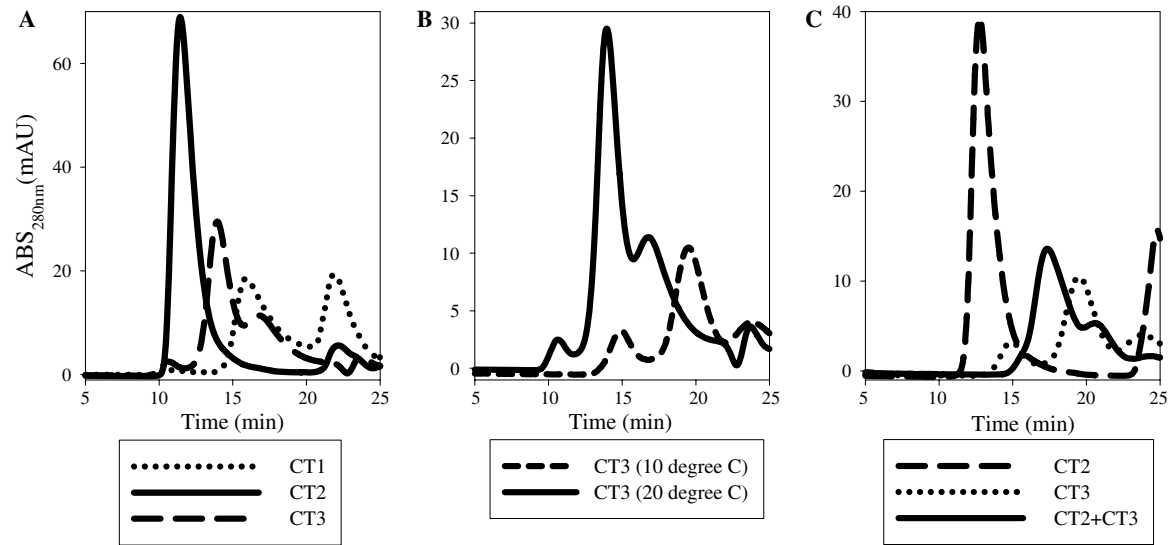 A
B
C
ABS280nm(mAU)
60
40
20
0
5 10 15 20 25
Time (min)
30
25
20
15
10
5
0
5 10 15 20 25
Time (min)
40
30
20
10
0
5 10 15 20 25
Time (min)
CT1
CT2
CT3
CT3 (10 degree C)
CT3 (20 degree C)
CT2
CT3
CT2+CT3